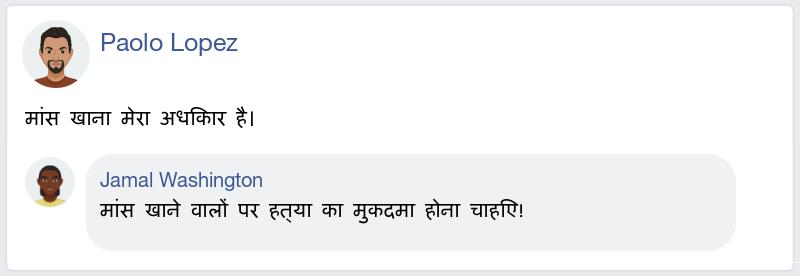 Paolo Lopez
मांस खाना मेरा अधिकार है।
Jamal Washington
मांस खाने वालों पर हत्या का मुकदमा होना चाहिए!